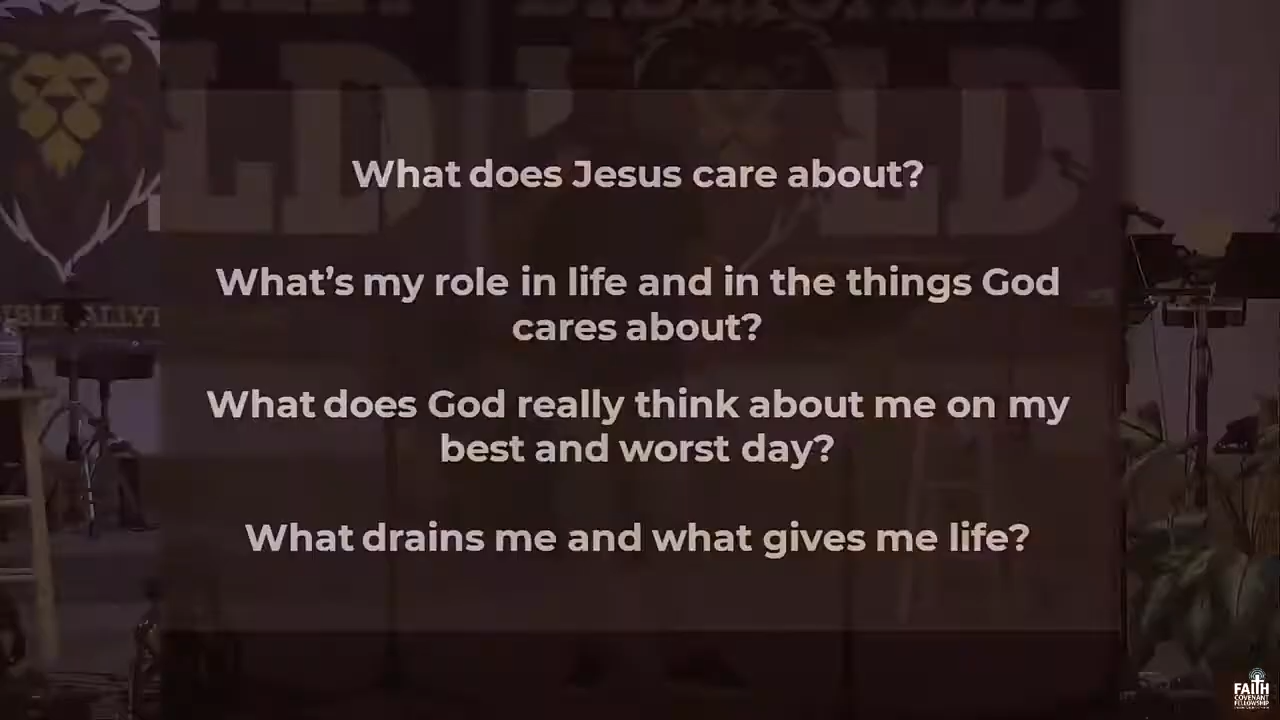 What does Jesus care about?
What's my role in life and in the things God
cares about?
What does God really think about me on my
best and worst day?
What drains me and what gives me life?
FAITH
COVENANT
FELLOWSHIP